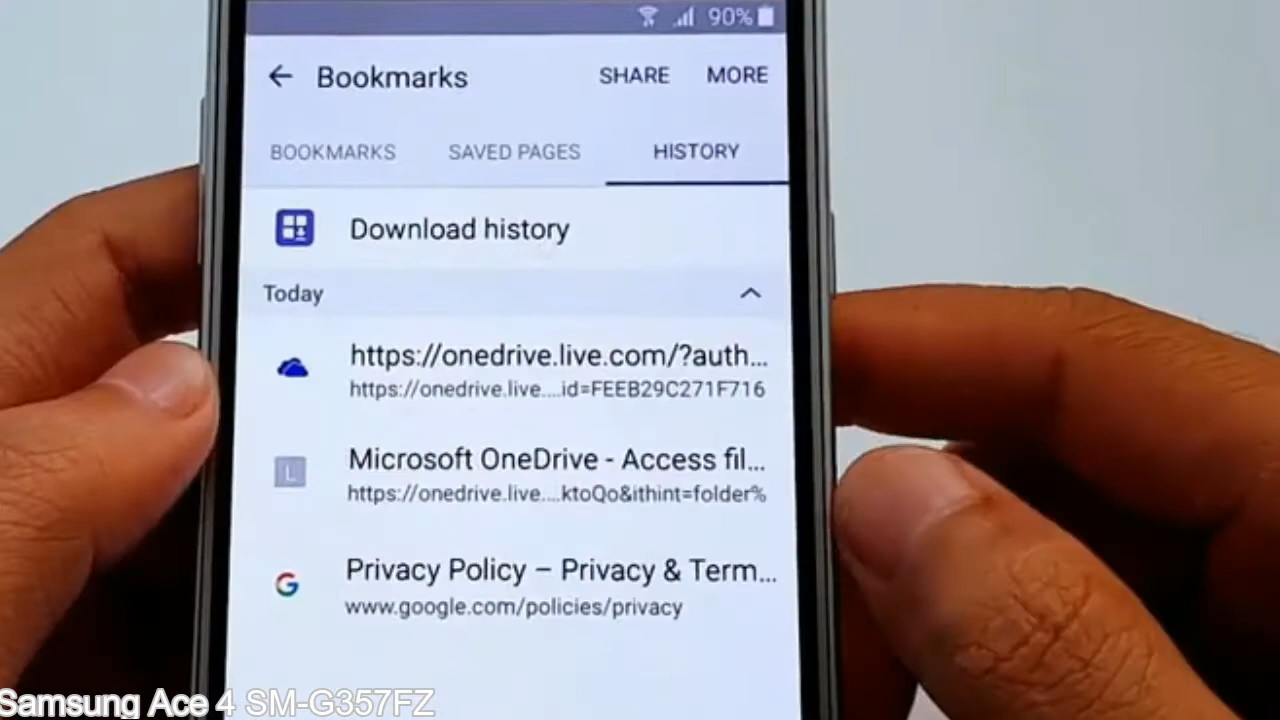 90%
Bookmarks SHARE MORE
BOOKMARKS SAVED PAGES HISTORY
Download history
Today
https://onedrive.live.com/?auth...
https://onedrive.live....id=FEEB29C271F716
L
Microsoft OneDrive - Access fil...
https://onedrive.live....ktoQo&ithint=folder%
G
Privacy Policy – Privacy & Term...
www.google.com/policies/privacy
Samsung Ace 4 SM-G357FZ